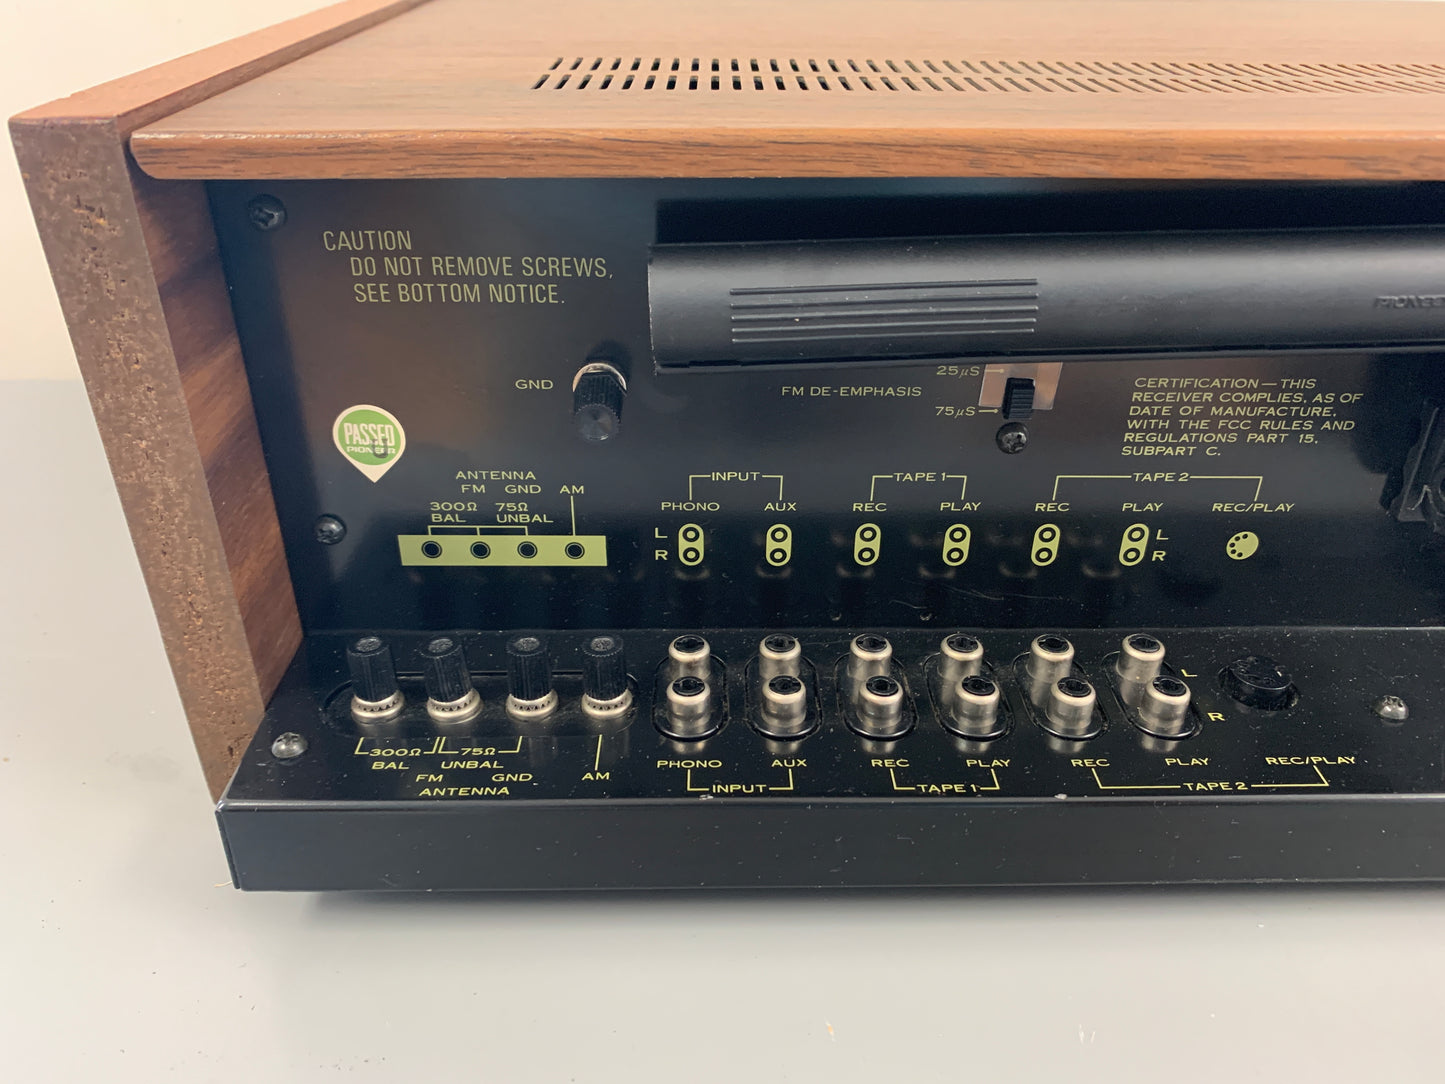 CAUTION
DO NOT REMOVE SCREWS,
SEE BOTTOM NOTICE.
PIONEE
GND
FM DE-EMPHASIS
25µS
75µS
CERTIFICATION — THIS
RECEIVER COMPLIES, AS OF
DATE OF MANUFACTURE,
WITH THE FCC RULES AND
REGULATIONS PART 15,
SUBPART C.
PASSED
PIONEER
ANTENNA
FM GND AM
300Ω 75Ω
BAL UNBAL
INPUT TAPE 1 TAPE 2
PHONO AUX REC PLAY REC PLAY REC/PLAY
L L
R R
L
R
300Ω 75Ω
BAL UNBAL
FM GND AM
ANTENNA
PHONO AUX REC PLAY REC PLAY REC/PLAY
INPUT TAPE 1 TAPE 2